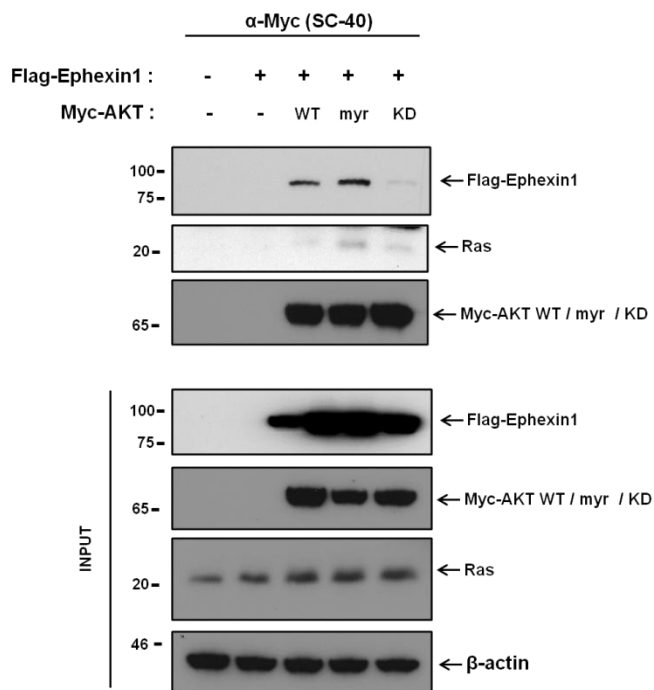 α-Myc (SC-40)
Flag-Ephexin1 : - + + + +
Myc-AKT : - - WT myr KD
100
75
Flag-Ephexin1
20
Ras
65
Myc-AKT WT / myr / KD
INPUT
100
75
Flag-Ephexin1
65
Myc-AKT WT / myr / KD
20
Ras
46
β-actin